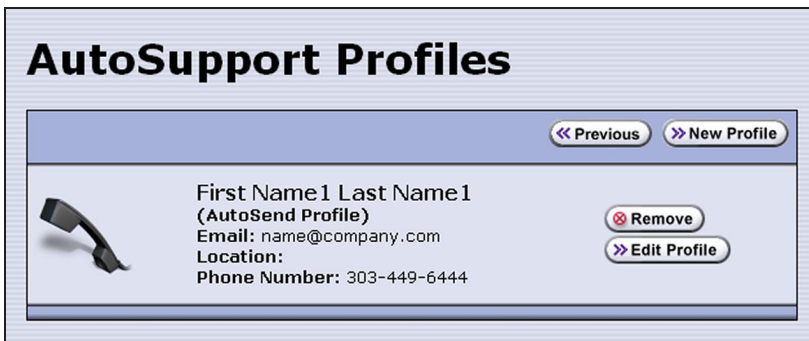 AutoSupport Profiles
Previous
New Profile
First Name1 Last Name1
(AutoSend Profile)
Email: name@company.com
Location:
Phone Number: 303-449-6444
Remove
Edit Profile